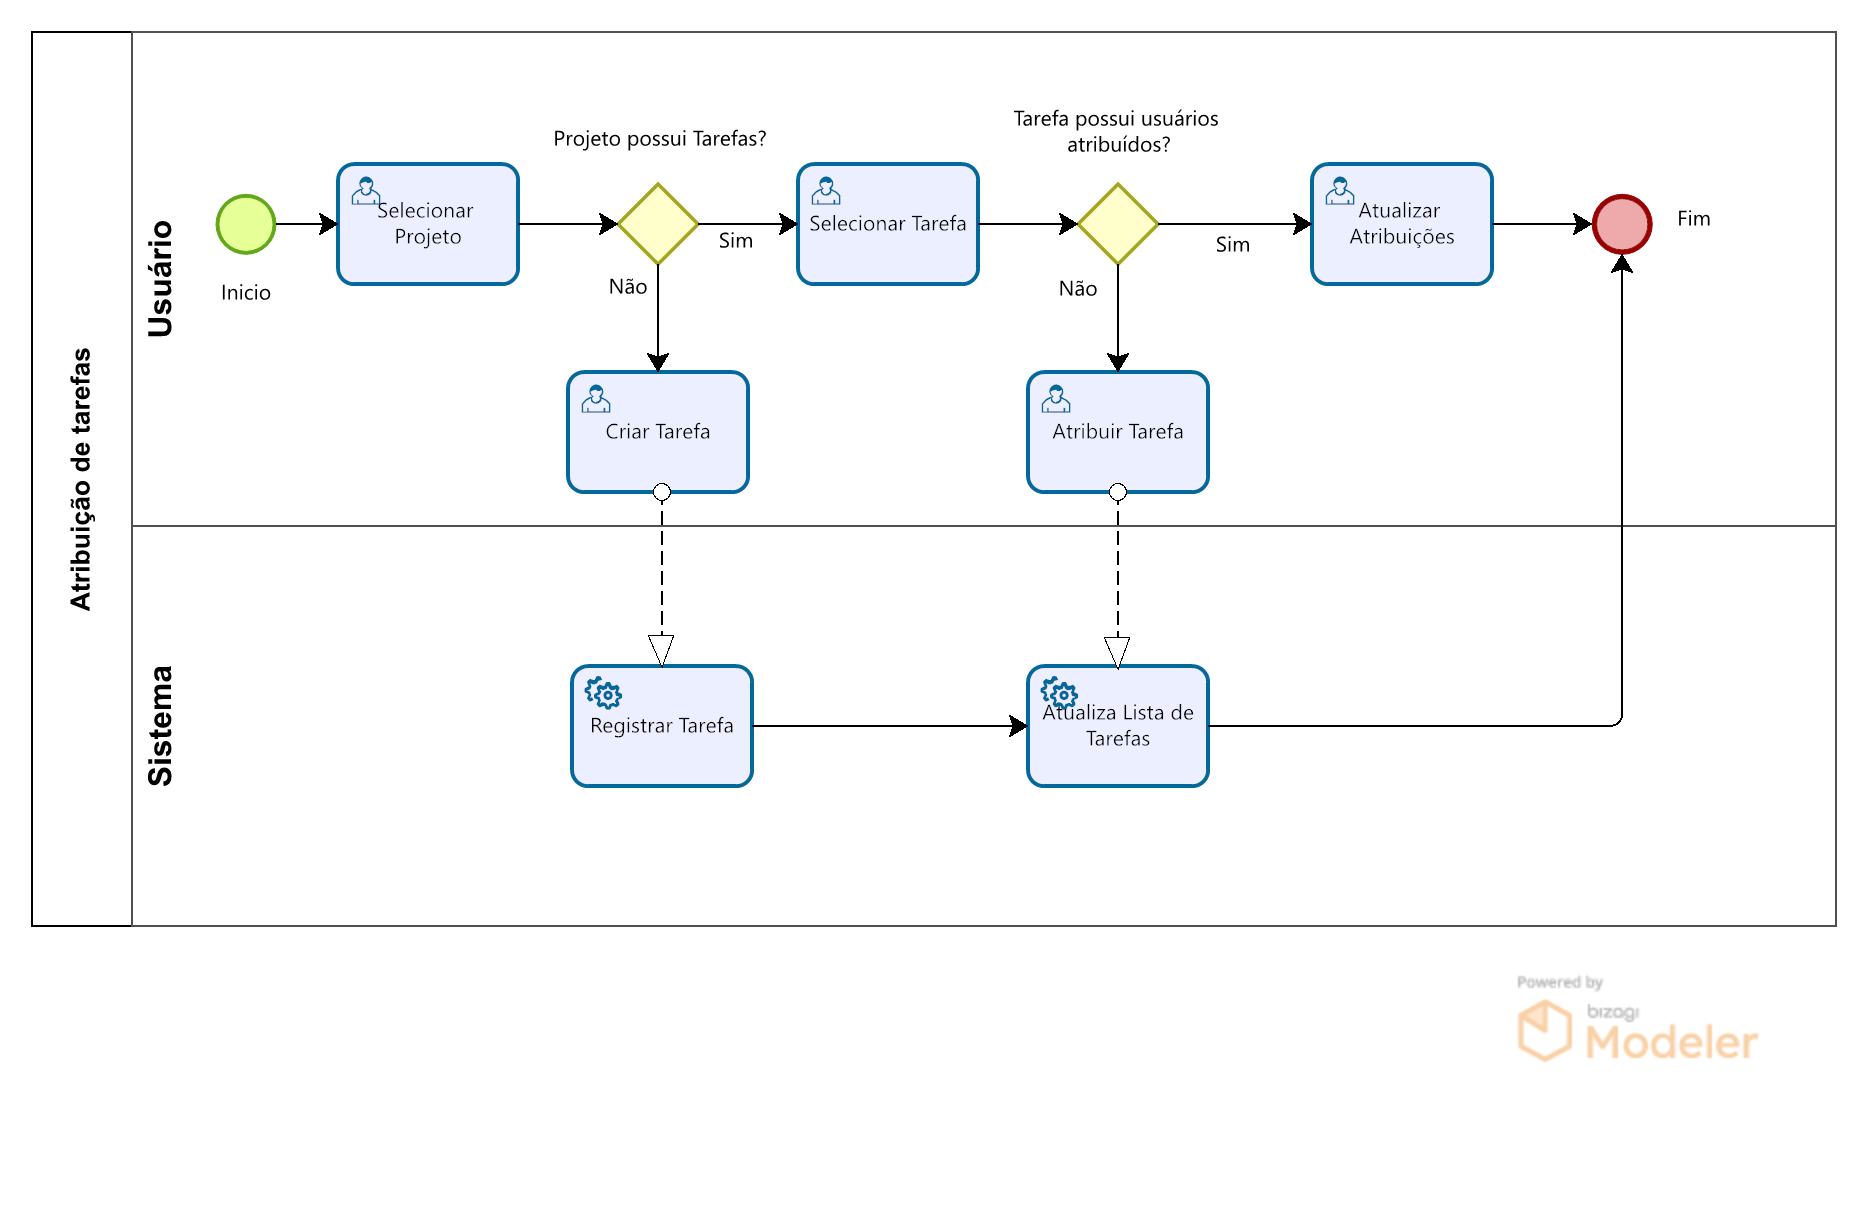 Atribuição de tarefas
Usuário
Inicio
Selecionar
Projeto
Projeto possui Tarefas?
Sim
Não
Selecionar Tarefa
Tarefa possui usuários
atribuídos?
Sim
Não
Atualizar
Atribuições
Fim
Criar Tarefa
Atribuir Tarefa
Sistema
Registrar Tarefa
Atualiza Lista de
Tarefas
Powered by
bizagi
Modeler